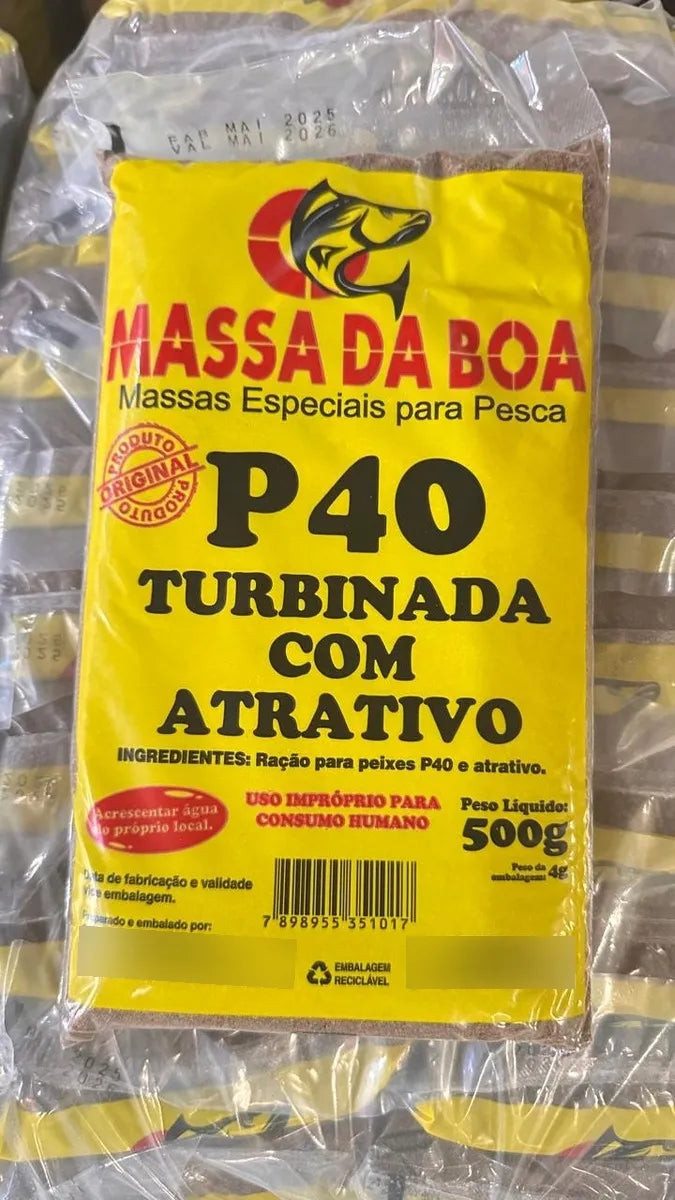 FAB MAI 2025
VAL MAI 2026
MASSA DA BOA
Massas Especiais para Pesca
PRODUTO
ORIGINAL
PRODUTO
P40
TURBINADA
COM
ATRATIVO
INGREDIENTES: Ração para peixes P40 e atrativo.
Acrescentar água
no próprio local.
USO IMPRÓPRIO PARA
CONSUMO HUMANO
Peso Líquido:
500g
Peso da
embalagem: 4g
Data de fabricação e validade
vide embalagem.
Preparado e embalado por:
7 898955 351017
EMBALAGEM
RECICLÁVEL